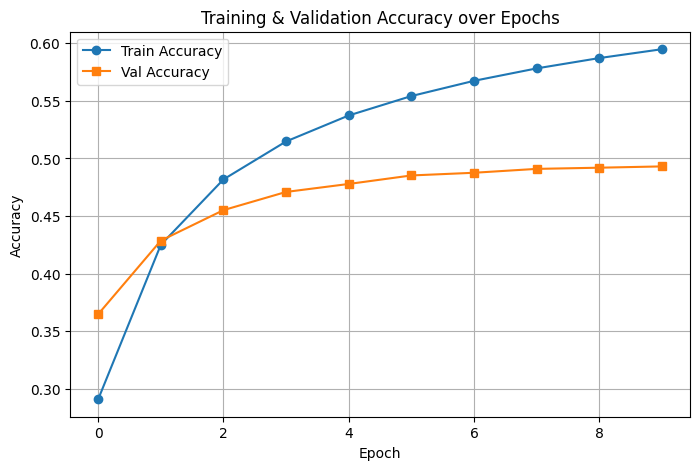 Training & Validation Accuracy over Epochs
Train Accuracy
Val Accuracy
Accuracy
0.60
0.55
0.50
0.45
0.40
0.35
0.30
0 2 4 6 8
Epoch